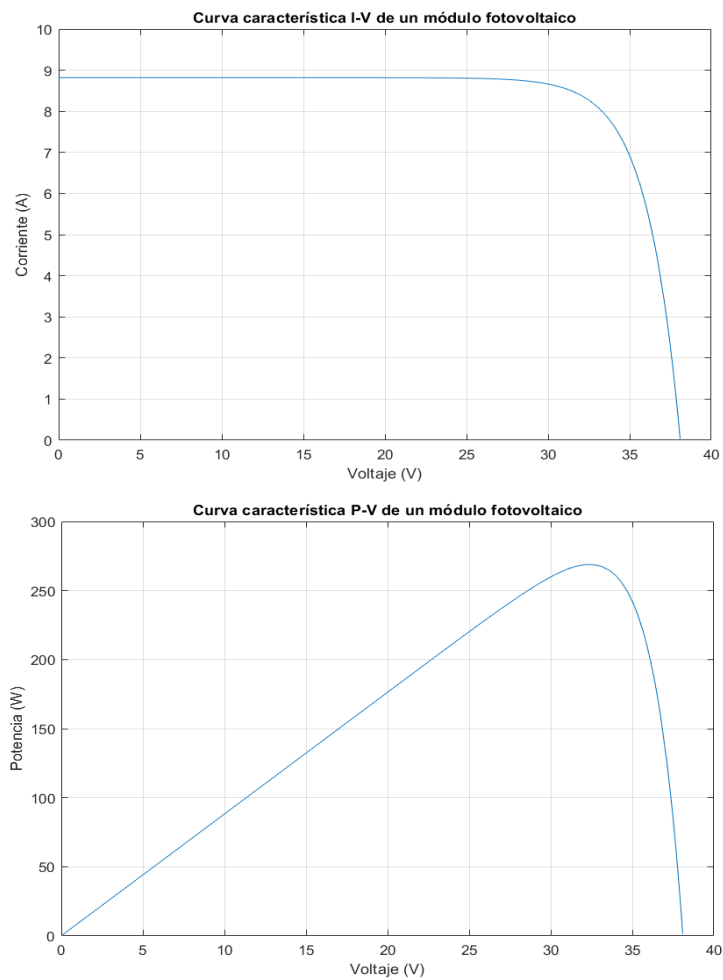 Curva característica I-V de un módulo fotovoltaico
10
9
8
7
6
5
4
3
2
1
0
Corriente (A)
0 5 10 15 20 25 30 35 40
Voltaje (V)
Curva característica P-V de un módulo fotovoltaico
300
250
200
150
100
50
0
Potencia (W)
0 5 10 15 20 25 30 35 40
Voltaje (V)